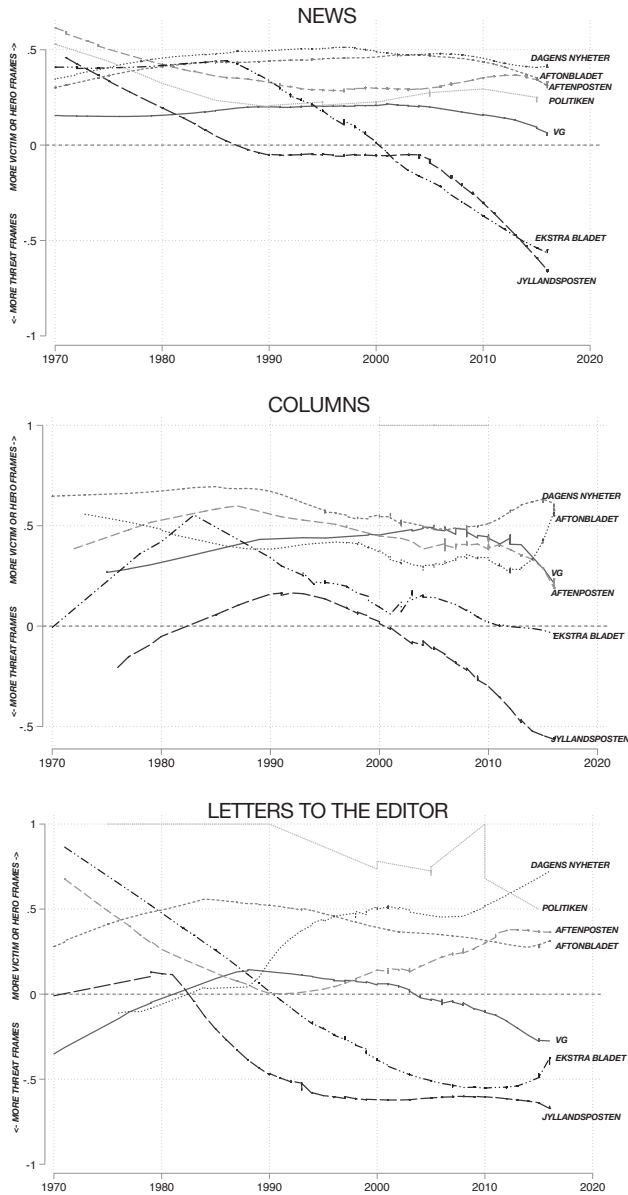 NEWS
.5
0
-.5
-1
MORE VICTIM OR HERO FRAMES ->
<- MORE THREAT FRAMES
DAGENS NYHETER
AFTONBLADET
AFTENPOSTEN
POLITIKEN
VG
EKSTRA BLADET
JYLLANDSPOSTEN
1970 1980 1990 2000 2010 2020
COLUMNS
1
.5
0
-.5
MORE VICTIM OR HERO FRAMES ->
<- MORE THREAT FRAMES
DAGENS NYHETER
AFTONBLADET
VG
AFTENPOSTEN
EKSTRA BLADET
JYLLANDSPOSTEN
1970 1980 1990 2000 2010 2020
LETTERS TO THE EDITOR
1
.5
0
-.5
-1
MORE VICTIM OR HERO FRAMES ->
<- MORE THREAT FRAMES
DAGENS NYHETER
POLITIKEN
AFTENPOSTEN
AFTONBLADET
VG
EKSTRA BLADET
JYLLANDSPOSTEN
1970 1980 1990 2000 2010 2020